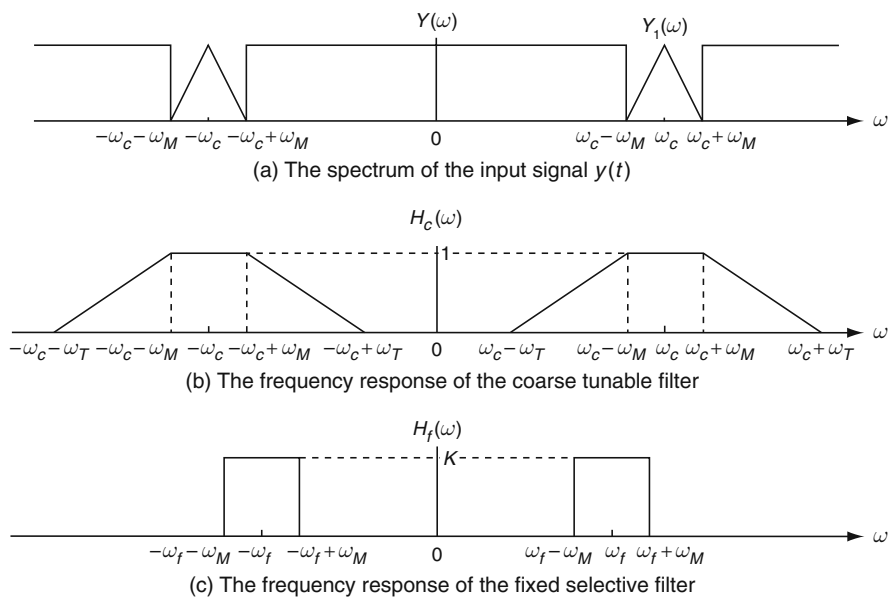 Y(ω) Y₁(ω)
−ω_c−ω_M −ω_c −ω_c+ω_M 0 ω_c−ω_M ω_c ω_c+ω_M ω
(a) The spectrum of the input signal y(t)
H_c(ω)
1
−ω_c−ω_T −ω_c−ω_M −ω_c −ω_c+ω_M −ω_c+ω_T 0 ω_c−ω_T ω_c−ω_M ω_c ω_c+ω_M ω_c+ω_T ω
(b) The frequency response of the coarse tunable filter
H_f(ω)
K
−ω_f−ω_M −ω_f −ω_f+ω_M 0 ω_f−ω_M ω_f ω_f+ω_M ω
(c) The frequency response of the fixed selective filter